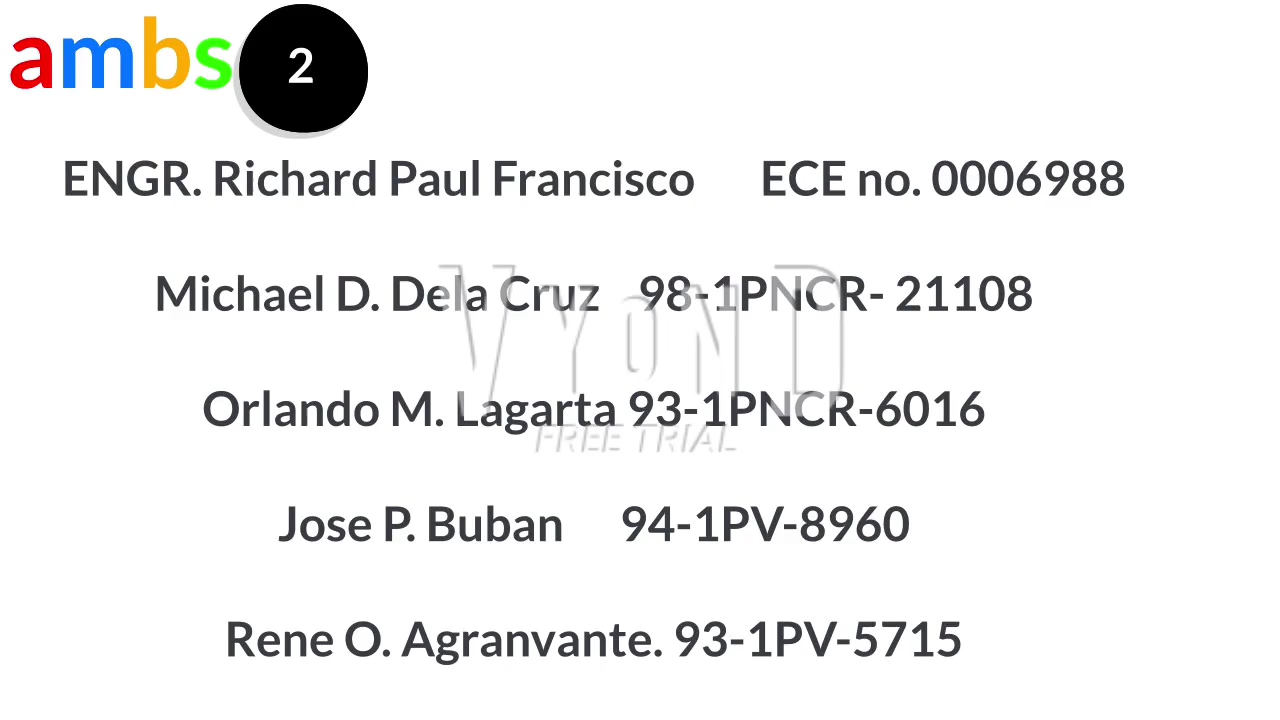 ambs 2
ENGR. Richard Paul Francisco ECE no. 0006988
Michael D. Dela Cruz 98-1PNCR- 21108
VYOND
Orlando M. Lagarta 93-1PNCR-6016
FREE TRIAL
Jose P. Buban 94-1PV-8960
Rene O. Agranvante. 93-1PV-5715